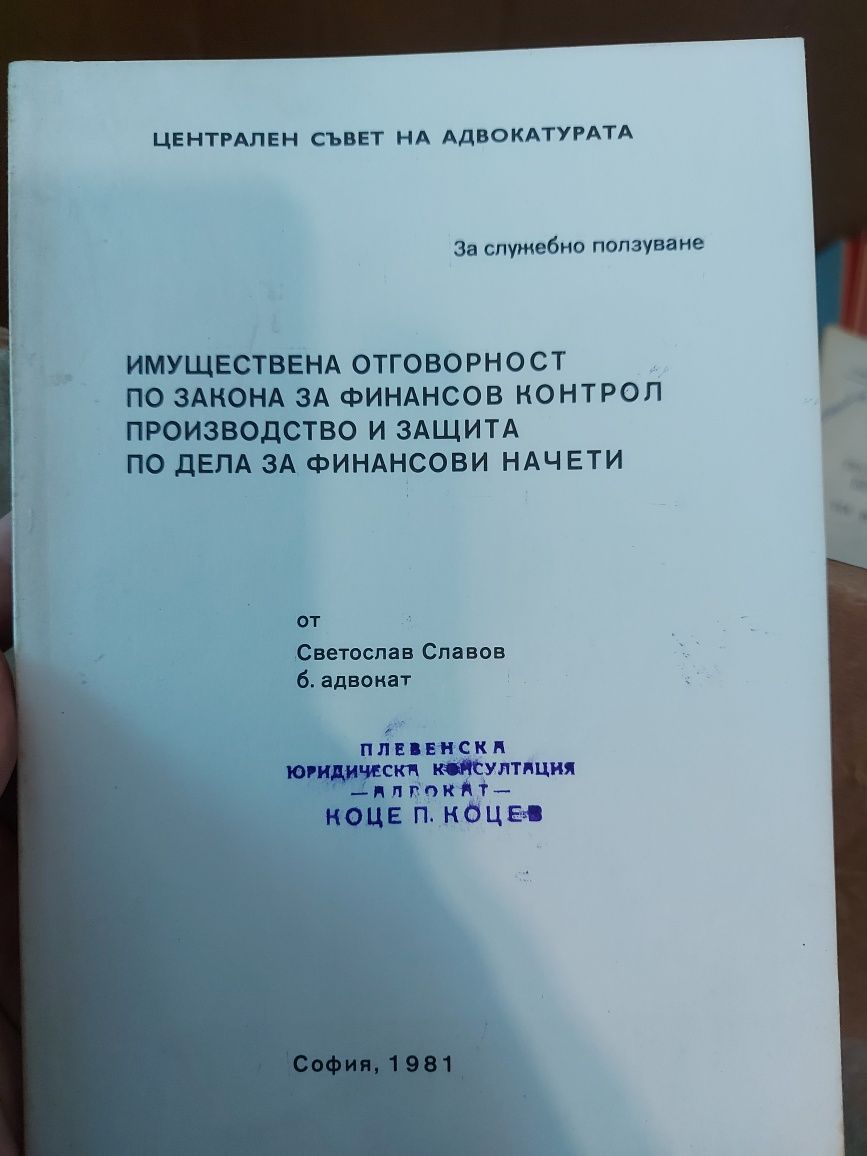 ЦЕНТРАЛЕН СЪВЕТ НА АДВОКАТУРАТА
За служебно ползуване
ИМУЩЕСТВЕНА ОТГОВОРНОСТ
ПО ЗАКОНА ЗА ФИНАНСОВ КОНТРОЛ
ПРОИЗВОДСТВО И ЗАЩИТА
ПО ДЕЛА ЗА ФИНАНСОВИ НАЧЕТИ
от
Светослав Славов
б. адвокат
ПЛЕВЕНСКА
ЮРИДИЧЕСКА КОНСУЛТАЦИЯ
—АДВОКАТ—
КОЦЕ П. КОЦЕВ
София, 1981